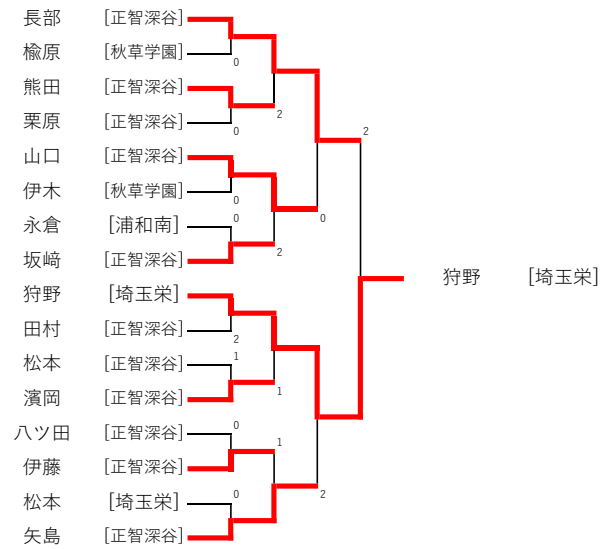 長部 [正智深谷]
楡原 [秋草学園]
0
熊田 [正智深谷]
2
栗原 [正智深谷]
0
2
山口 [正智深谷]
伊木 [秋草学園]
0
永倉 [浦和南]
0
0
坂﨑 [正智深谷]
2
狩野 [埼玉栄]
狩野 [埼玉栄]
田村 [正智深谷]
2
松本 [正智深谷]
1
濱岡 [正智深谷]
1
八ツ田 [正智深谷]
0
1
伊藤 [正智深谷]
松本 [埼玉栄]
0
2
矢島 [正智深谷]